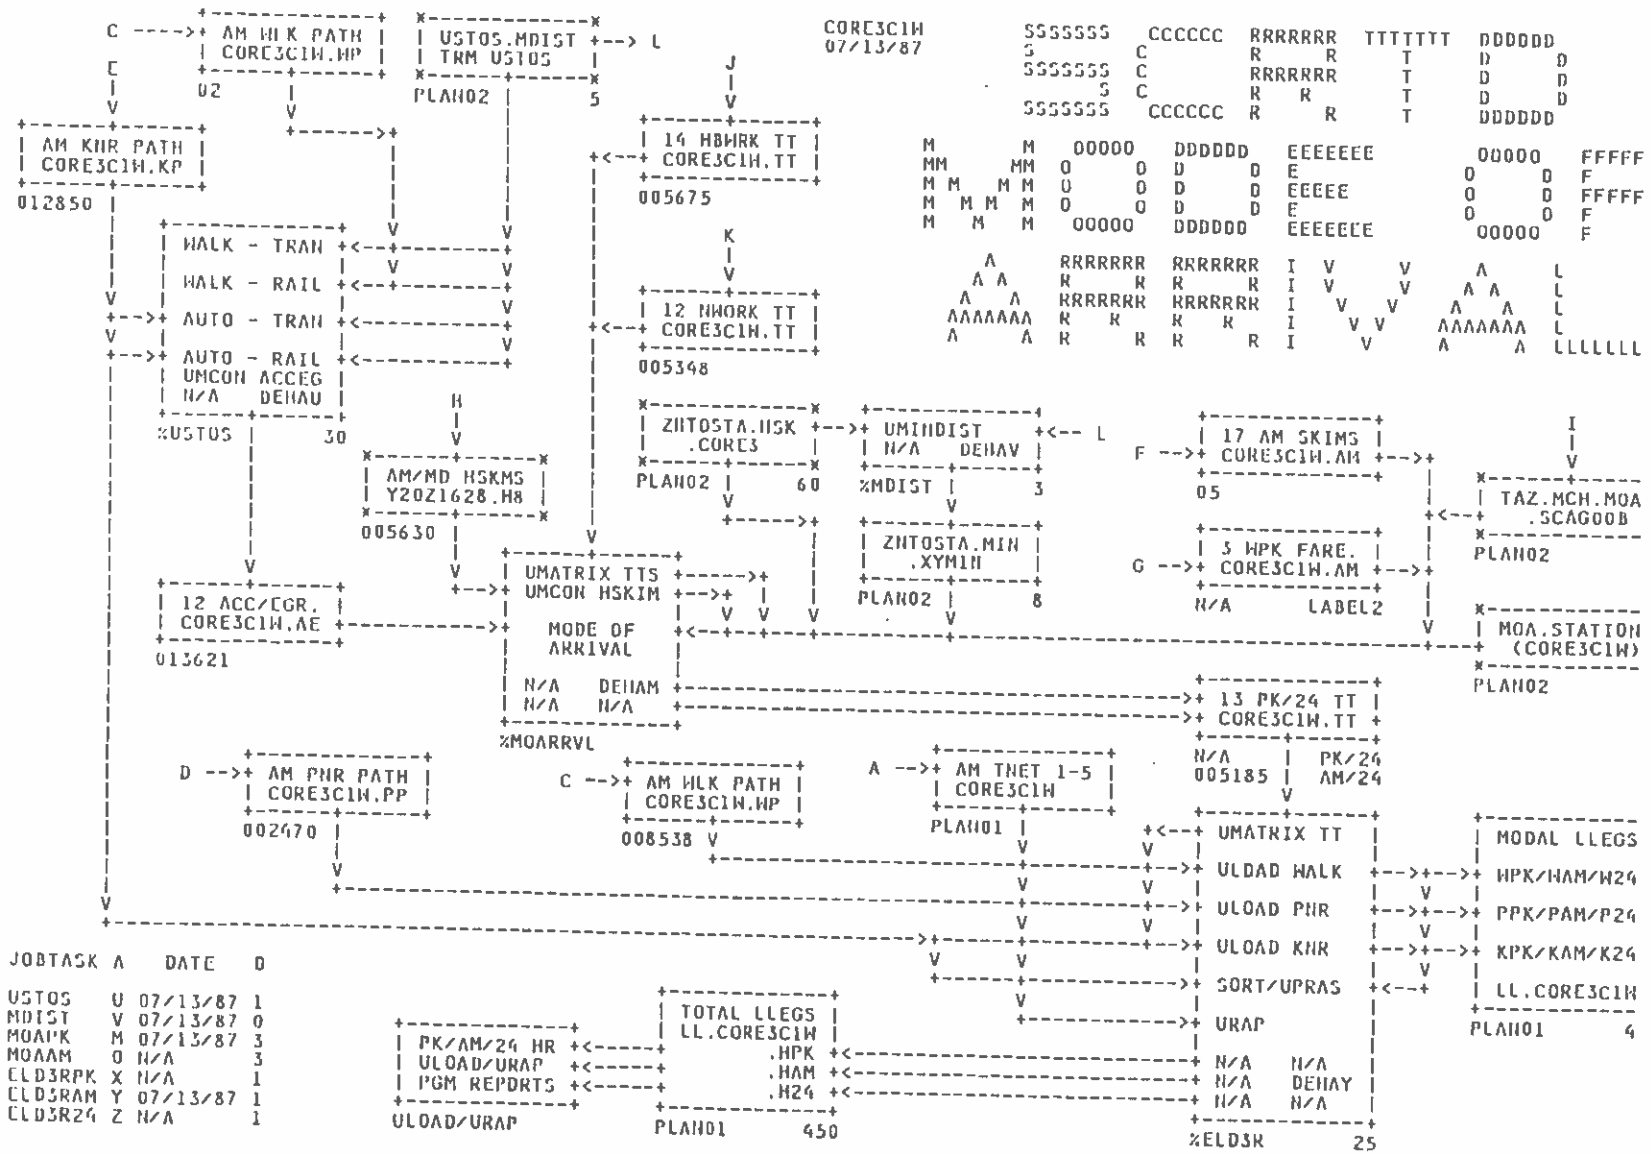 CORE3C1W
07/13/87
SCRTD
MODE OF
ARRIVAL
C
AM WLK PATH
CORE3C1W.WP
02
USTOS.MDIST
TRM USTOS
L
PLAN02 5
E
AM KNR PATH
CORE3C1W.KP
012850
J
14 HBWRK TT
CORE3C1W.TT
005675
K
12 NWORK TT
CORE3C1W.TT
005348
WALK - TRAN
WALK - RAIL
AUTO - TRAN
AUTO - RAIL
UMCON ACCEG
N/A DEHAU
%USTOS 30
H
AM/MD HSKMS
Y20Z1628.H8
005630
ZNTOSTA.HSK
.CORE3
PLAN02 60
UMINDIST
N/A DEHAV
L
%MDIST 3
ZNTOSTA.MIN
.XYMIN
PLAN02 8
F
17 AM SKIMS
CORE3C1W.AM
05
G
3 WPK FARE.
CORE3C1W.AM
N/A LABEL2
I
TAZ.MCH.MOA
.SCAG00B
PLAN02
MOA.STATION
(CORE3C1W)
PLAN02
12 ACC/EGR.
CORE3C1W.AE
013621
UMATRIX TTS
UMCON HSKIM
MODE OF
ARRIVAL
N/A DEHAM
N/A N/A
%MOARRVL
13 PK/24 TT
CORE3C1W.TT
N/A PK/24
005185 AM/24
D
AM PNR PATH
CORE3C1W.PP
002470
C
AM WLK PATH
CORE3C1W.WP
008538
A
AM TNET 1-5
CORE3C1W
PLAN01
UMATRIX TT
ULOAD WALK
ULOAD PNR
ULOAD KNR
SORT/UPRAS
URAP
N/A N/A
N/A DEHAY
N/A N/A
%ELD3R 25
MODAL LLEGS
WPK/WAM/W24
PPK/PAM/P24
KPK/KAM/K24
LL.CORE3C1W
PLAN01 4
JOBTASK A DATE D
USTOS U 07/13/87 1
MDIST V 07/13/87 0
MOAPK M 07/13/87 3
MOAAM O N/A 3
ELD3RPK X N/A 1
ELD3RAM Y 07/13/87 1
ELD3R24 Z N/A 1
PK/AM/24 HR
ULOAD/URAP
PGM REPORTS
ULOAD/URAP
TOTAL LLEGS
LL.CORE3C1W
.HPK
.HAM
.H24
PLAN01 450